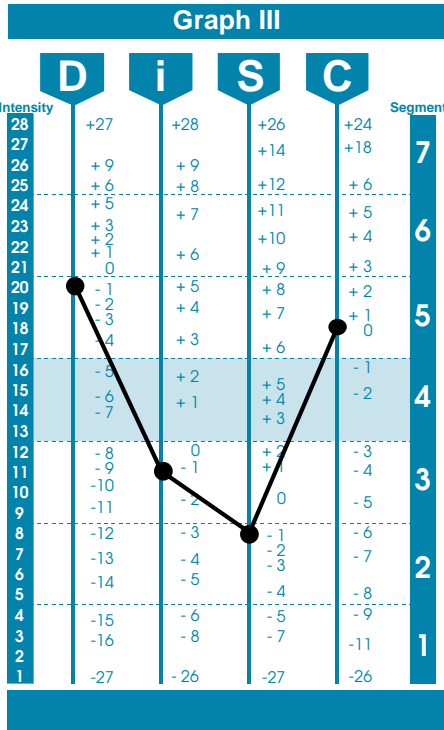 Graph III
D i S C
Intensity Segment
28 +27 +28 +26 +24
27 +14 +18 7
26 + 9 + 9
25 + 6 + 8 +12 + 6
24 + 5 + 7 +11 + 5
23 + 3 6
+ 2 +10 + 4
22 + 1 + 6
21 0 + 9 + 3
20 - 1 + 5 + 8 + 2
19 - 2 + 4 + 7 + 1 5
18 - 3 0
17 - 4 + 3 + 6
16 - 5 + 2 - 1
15 - 6 + 5 - 2 4
14 - 7 + 1 + 4
13 + 3
12 - 8 0 + 2 - 3
11 - 9 - 1 + 1 - 4 3
10 -10 - 2 0 - 5
9 -11
8 -12 - 3 - 1 - 6
7 -13 - 4 - 2 - 7 2
6 -14 - 5 - 3
5 - 4 - 8
4 -15 - 6 - 5 - 9
3 -16 - 8 - 7 -11 1
2
1 -27 - 26 -27 -26